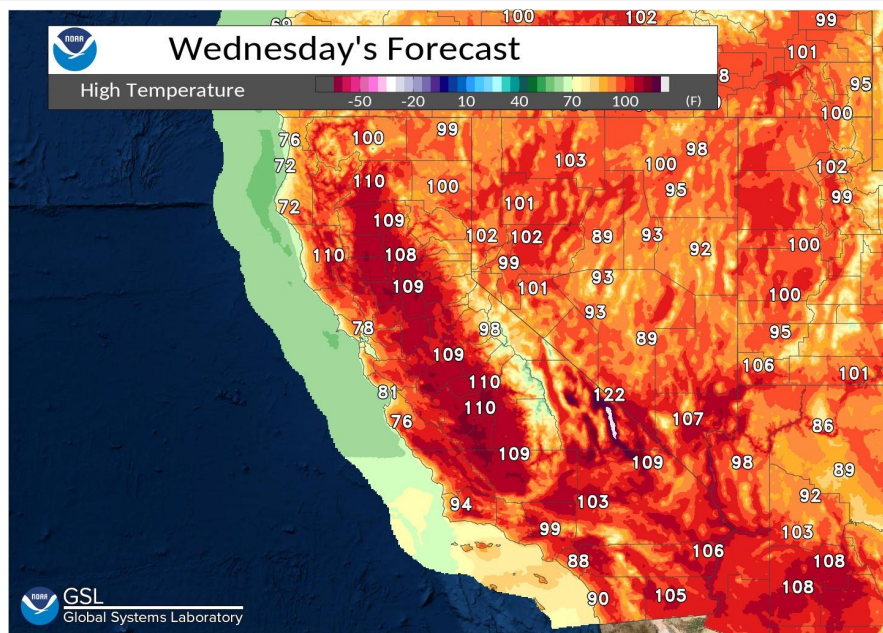 100 102 99
NOAA
Wednesday's Forecast
101
High Temperature
-50 -20 10 40 70 100 (F)
95
100
76 100 99
98
72 103 100 102
110 100 95
99
72 109 101
102 102 89 93 100
110 108 99 92
109 101 93
100
93
78 98 89 95
109 106 101
110
81 122
110
76 107 86
109 109 98 89
92
94 103
99 103
88 106 108
108
90 105
NOAA
GSL
Global Systems Laboratory